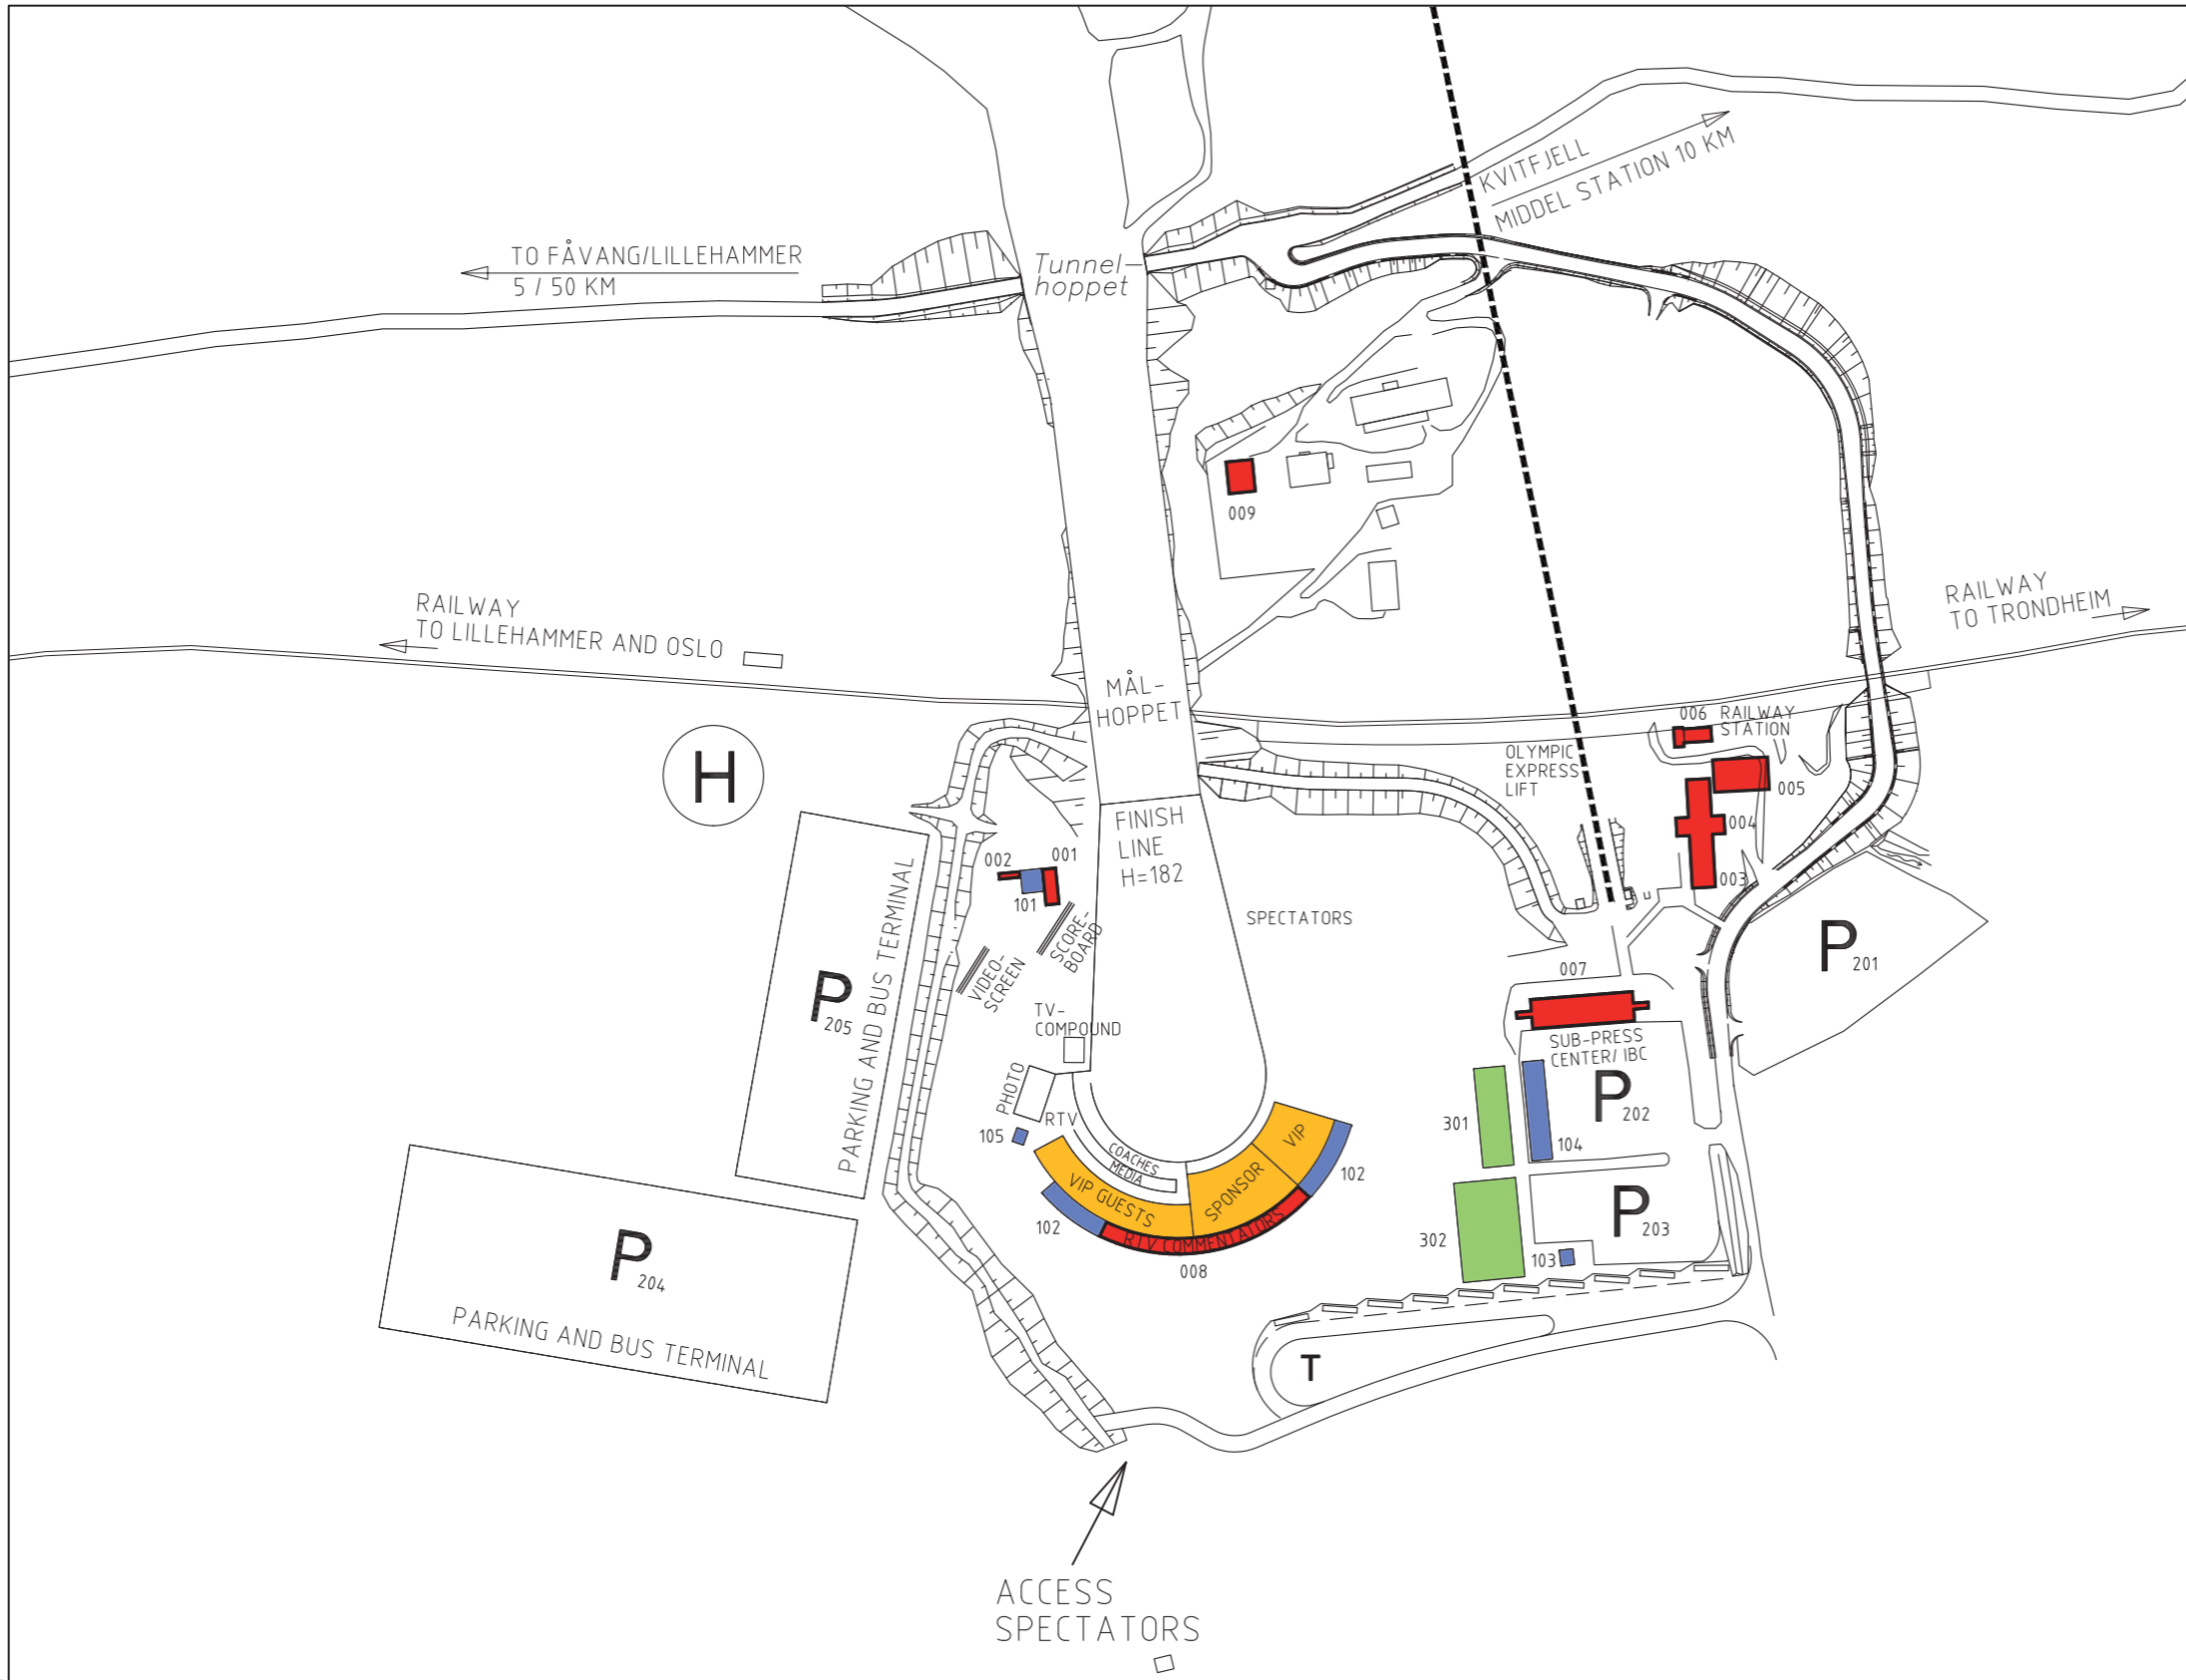 KVITFJELL
MIDDEL STATION 10 KM
TO FÅVANG/LILLEHAMMER
5 / 50 KM
Tunnel-
hoppet
009
RAILWAY
TO LILLEHAMMER AND OSLO
RAILWAY
TO TRONDHEIM
MÅL-
HOPPET
006 RAILWAY
STATION
OLYMPIC
EXPRESS
LIFT
H
005
004
003
FINISH
LINE
H=182
002
001
101
SCORE-
BOARD
VIDEO-
SCREEN
SPECTATORS
P 201
007
P 205
PARKING AND BUS TERMINAL
TV-
COMPOUND
SUB-PRESS
CENTER/ IBC
PHOTO
P 202
301
104
RTV
105
COACHES
MEDIA
VIP
102
VIP GUESTS
SPONSOR
102
RTV COMMENTATORS
008
P 203
302
103
P 204
PARKING AND BUS TERMINAL
T
ACCESS
SPECTATORS